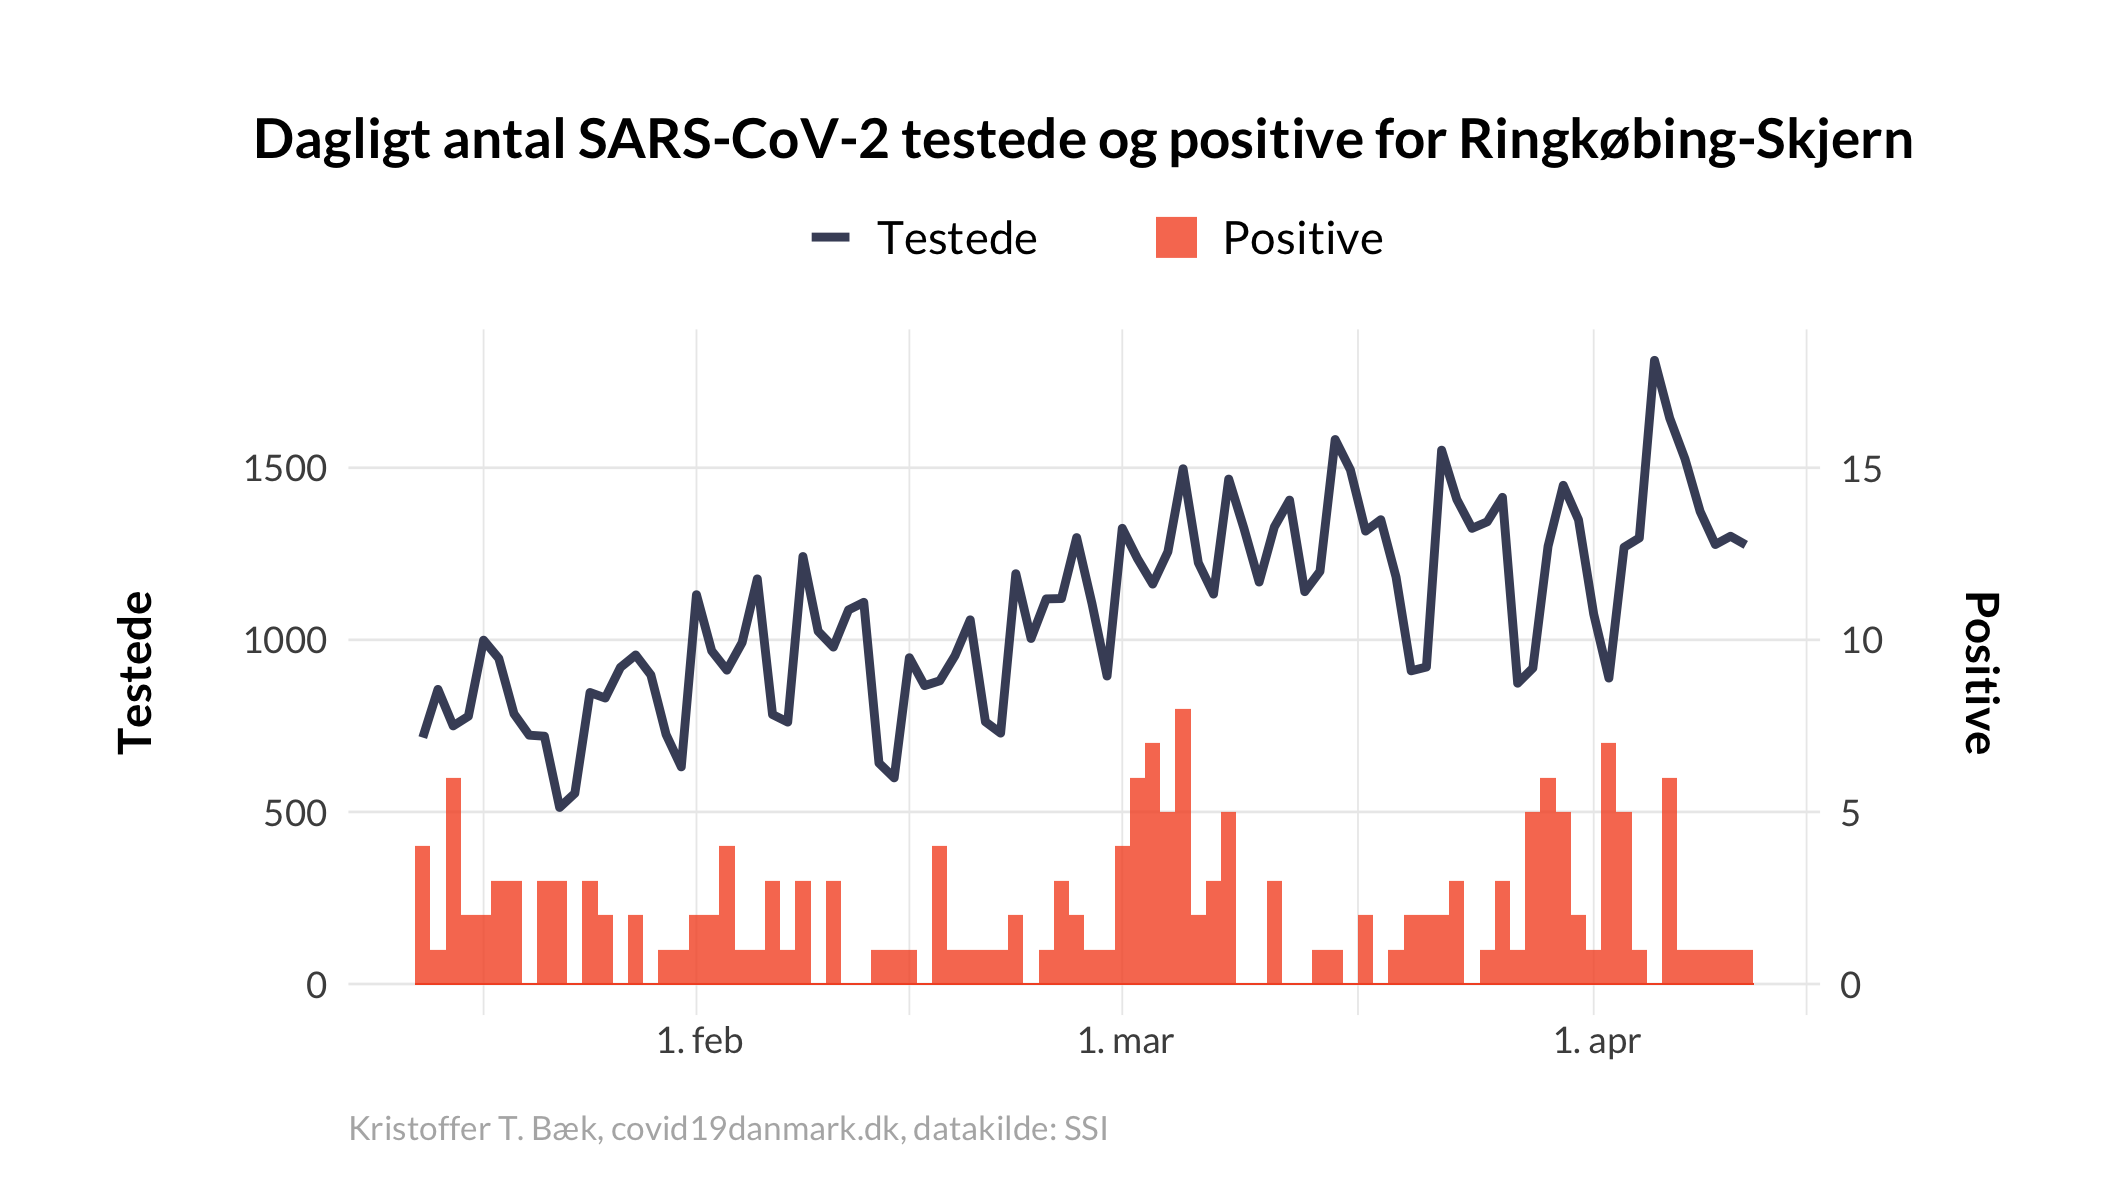 Dagligt antal SARS-CoV-2 testede og positive for Ringkøbing-Skjern
Testede
Positive
1500
1000
500
0
15
10
5
0
Testede
Positive
1. feb
1. mar
1. apr
Kristoffer T. Bæk, covid19danmark.dk, datakilde: SSI